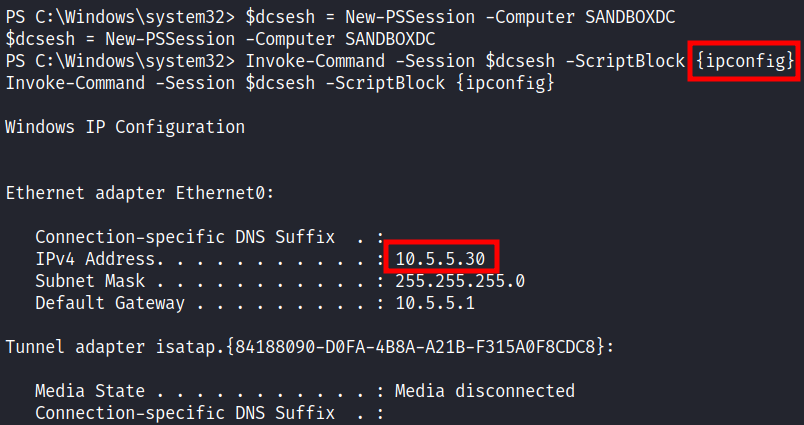 PS C:\Windows\system32> $dcsesh = New-PSSession -Computer SANDBOXDC
$dcsesh = New-PSSession -Computer SANDBOXDC
PS C:\Windows\system32> Invoke-Command -Session $dcsesh -ScriptBlock {ipconfig}
Invoke-Command -Session $dcsesh -ScriptBlock {ipconfig}
Windows IP Configuration
Ethernet adapter Ethernet0:
Connection-specific DNS Suffix  . :
IPv4 Address. . . . . . . . . . . : 10.5.5.30
Subnet Mask . . . . . . . . . . . : 255.255.255.0
Default Gateway . . . . . . . . . : 10.5.5.1
Tunnel adapter isatap.{84188090-D0FA-4B8A-A21B-F315A0F8CDC8}:
Media State . . . . . . . . . . . : Media disconnected
Connection-specific DNS Suffix  . :